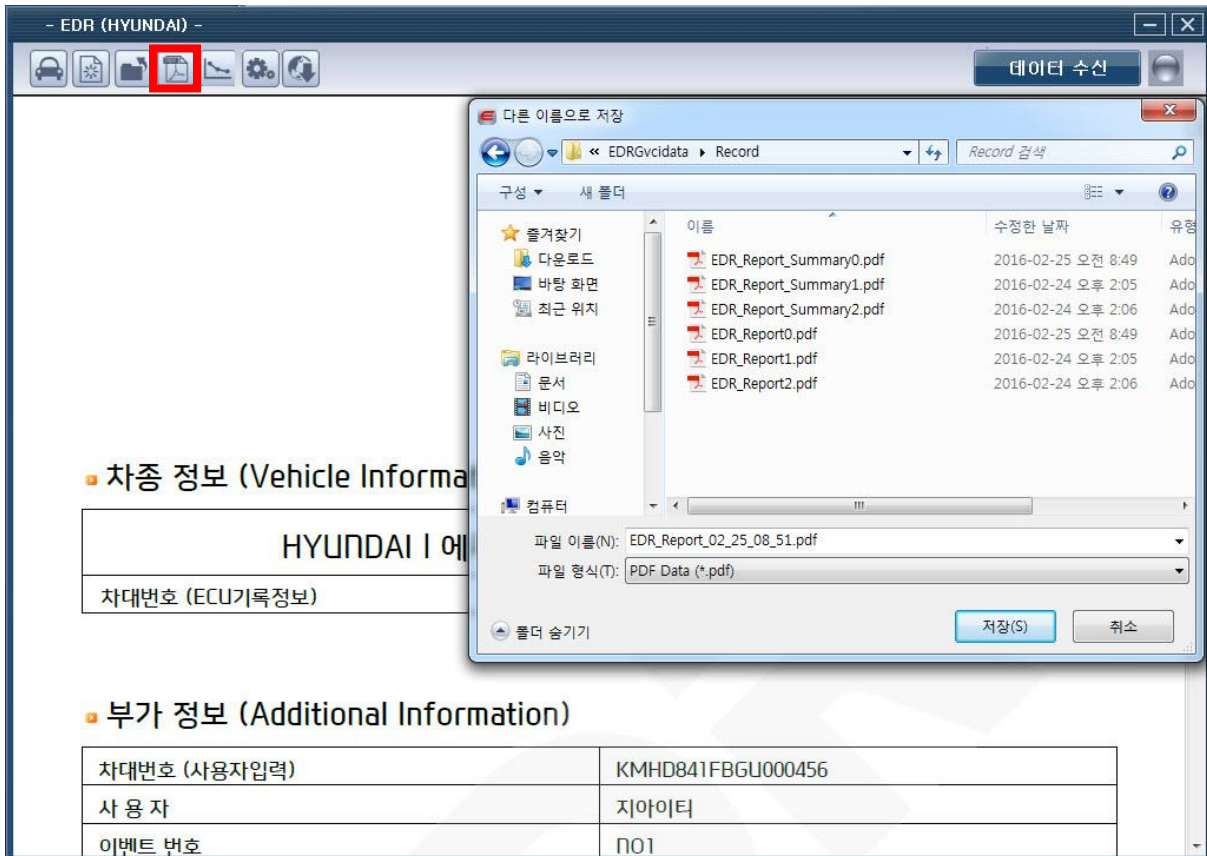 - EDR (HYUNDAI) -
데이터 수신
다른 이름으로 저장
« EDRGvcidata ▸ Record
Record 검색
구성
새 폴더
즐겨찾기
다운로드
바탕 화면
최근 위치
라이브러리
문서
비디오
사진
음악
컴퓨터
이름 수정한 날짜 유형
EDR_Report_Summary0.pdf 2016-02-25 오전 8:49 Ado
EDR_Report_Summary1.pdf 2016-02-24 오후 2:05 Ado
EDR_Report_Summary2.pdf 2016-02-24 오후 2:06 Ado
EDR_Report0.pdf 2016-02-25 오전 8:49 Ado
EDR_Report1.pdf 2016-02-24 오후 2:05 Ado
EDR_Report2.pdf 2016-02-24 오후 2:06 Ado
파일 이름(N): EDR_Report_02_25_08_51.pdf
파일 형식(T): PDF Data (*.pdf)
폴더 숨기기
저장(S)
취소
차종 정보 (Vehicle Informa
HYUNDAI | 에
차대번호 (ECU기록정보)
부가 정보 (Additional Information)
차대번호 (사용자입력) KMHD841FBGU000456
사 용 자 지아이티
이벤트 번호 NO1